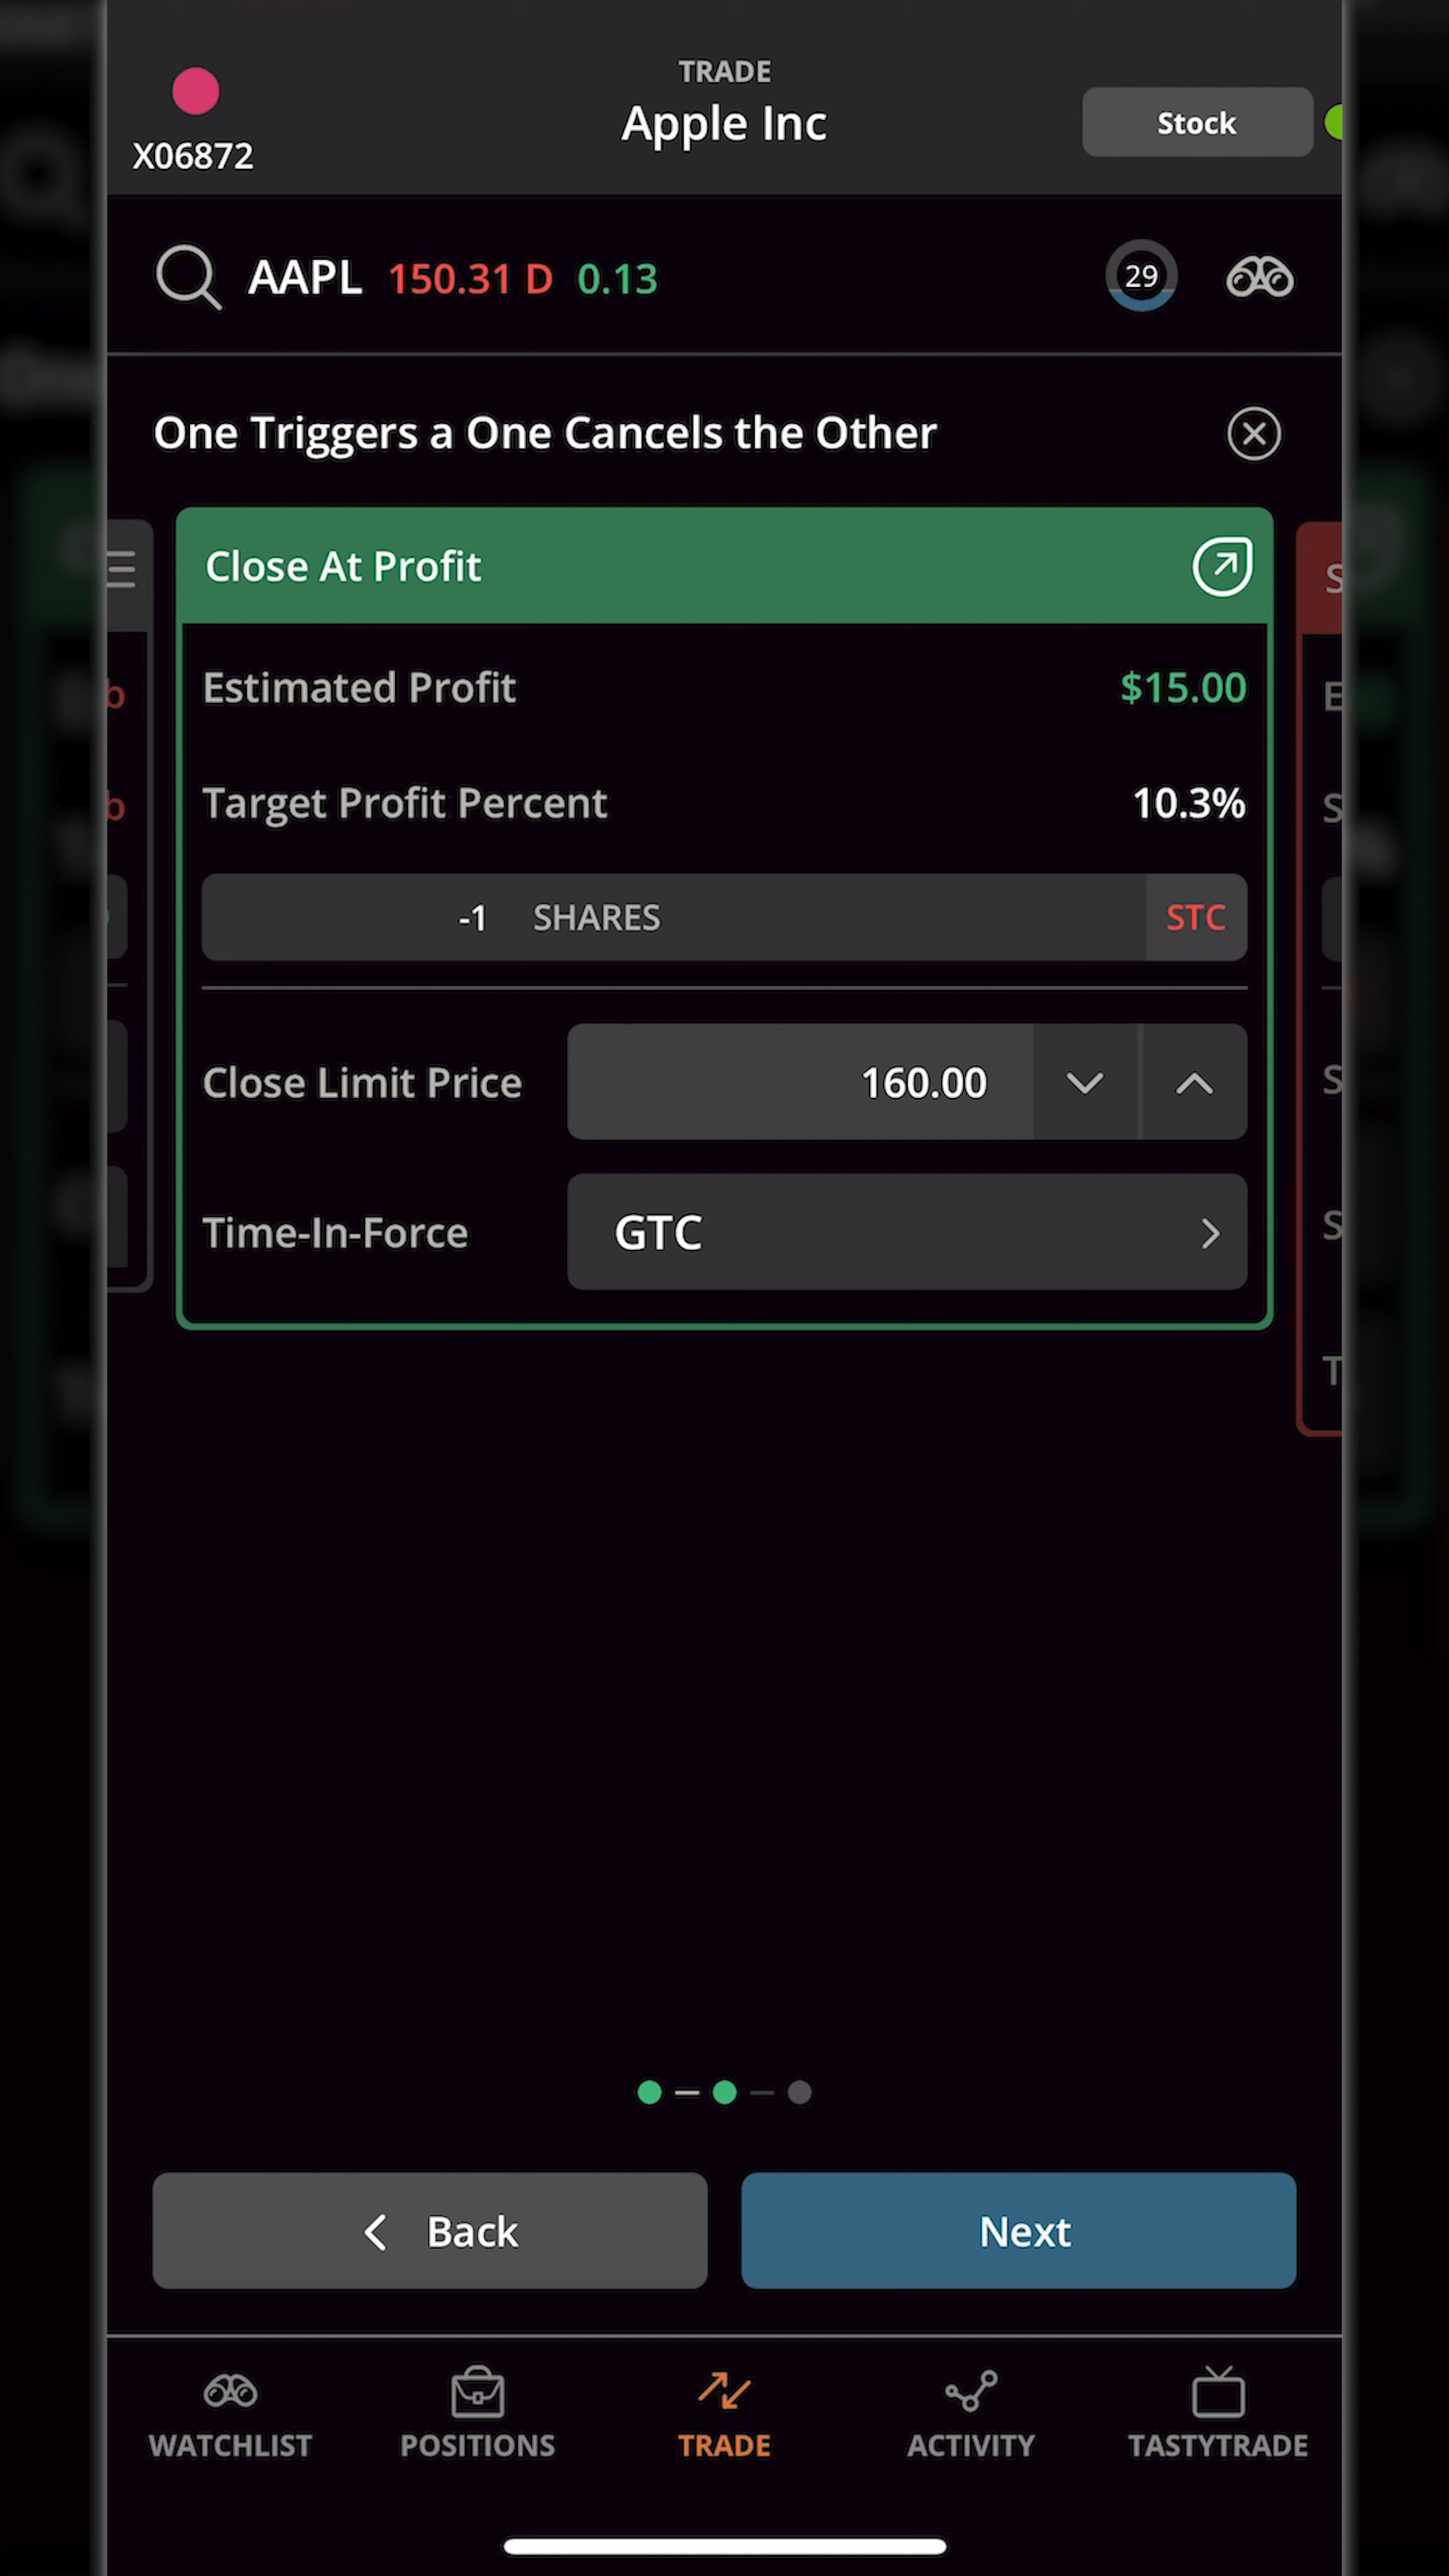 TRADE
Apple Inc
X06872
Stock
AAPL 150.31 D 0.13
29
One Triggers a One Cancels the Other
Close At Profit
Estimated Profit $15.00
Target Profit Percent 10.3%
-1 SHARES STC
Close Limit Price 160.00
Time-In-Force GTC
Back Next
WATCHLIST POSITIONS TRADE ACTIVITY TASTYTRADE